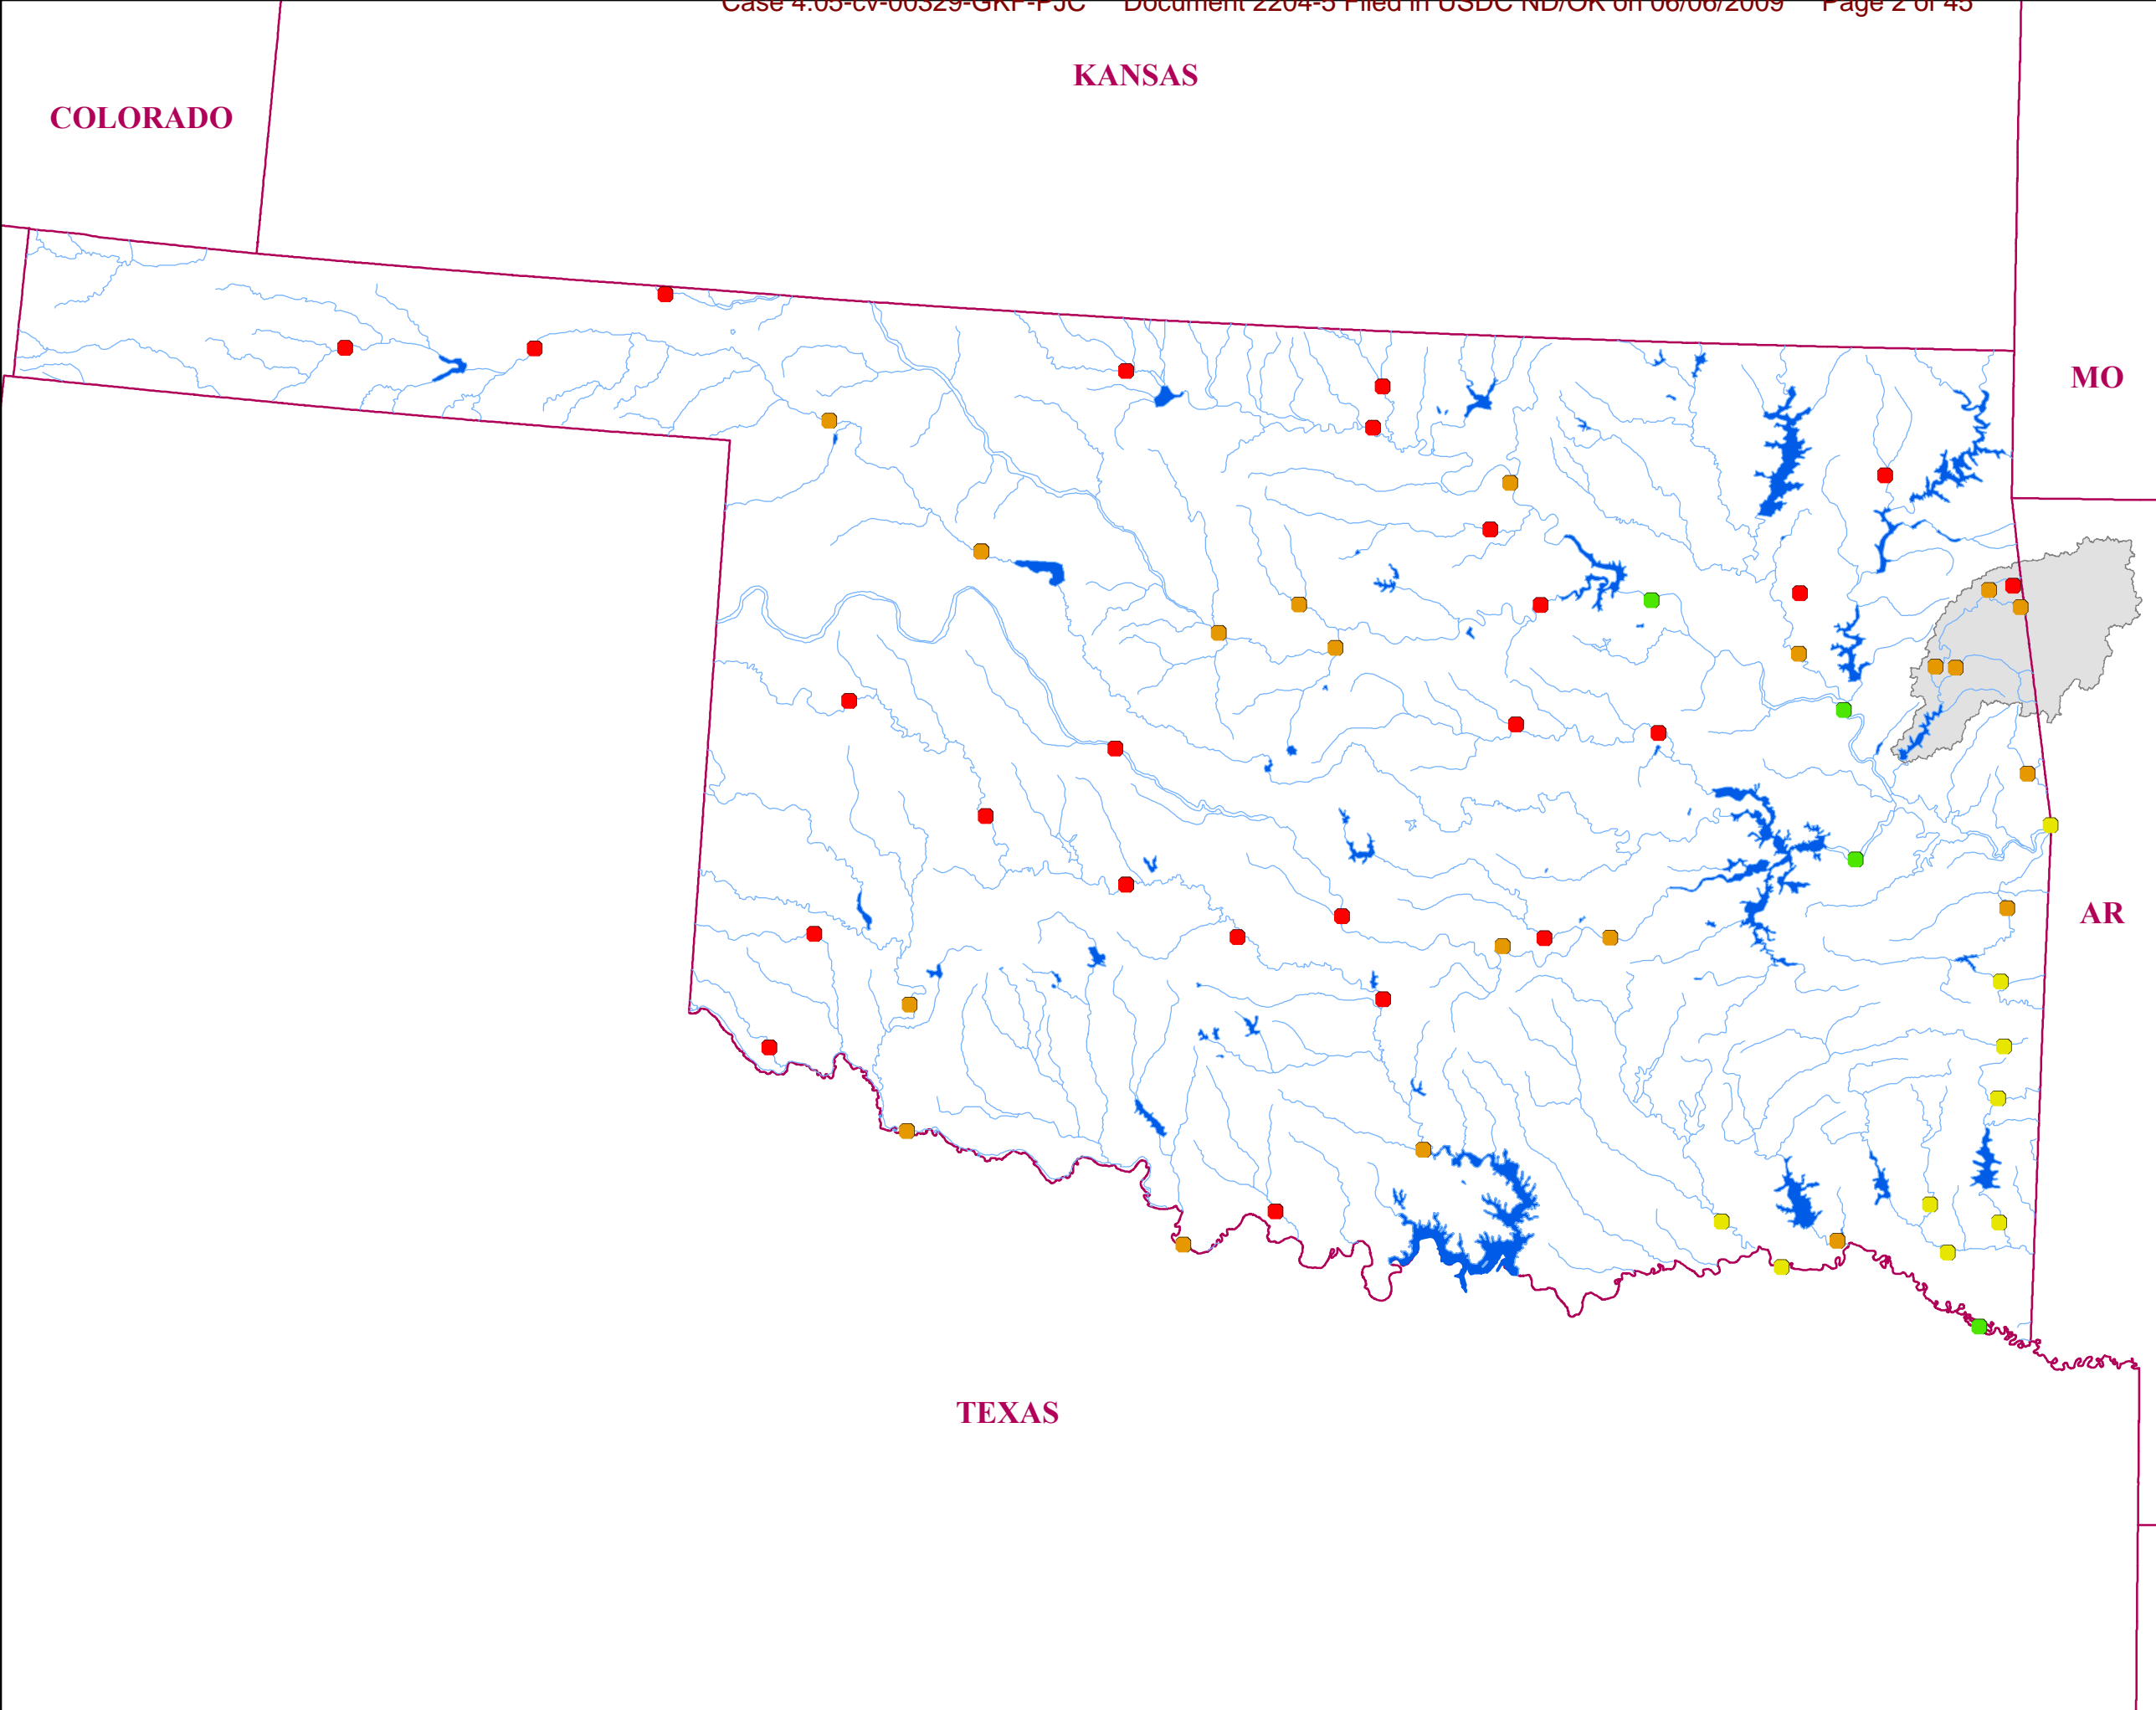 Case 4:05-cv-00329-GKF-PJC Document 2204-5 Filed in USDC ND/OK on 06/06/2009 Page 2 of 45
KANSAS
COLORADO
MO
AR
TEXAS